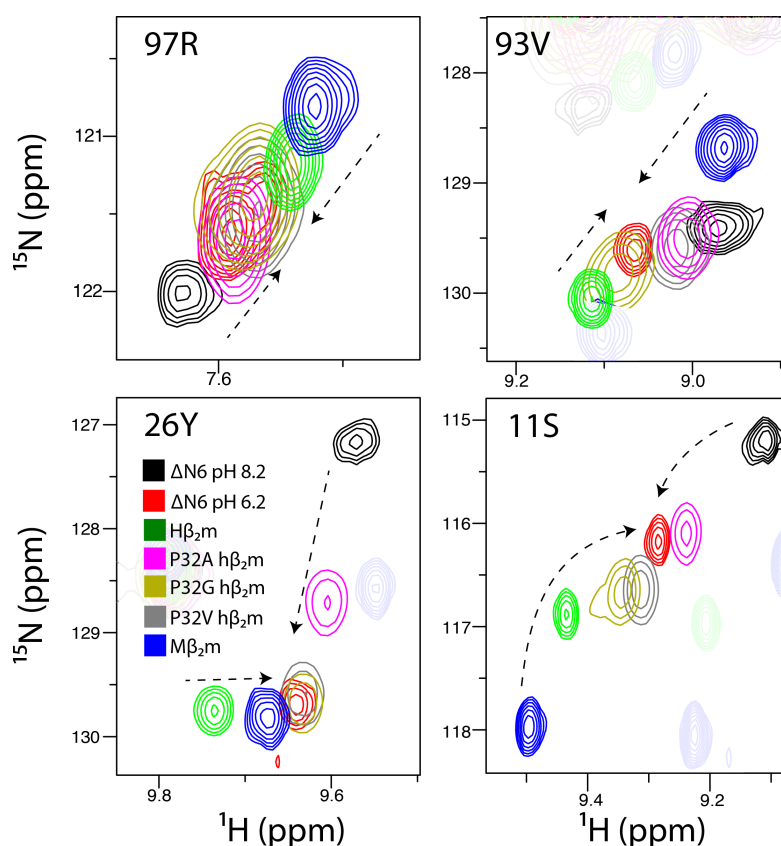 97R
93V
¹⁵N (ppm)
121
122
7.6
128
129
130
9.2
9.0
26Y
11S
¹⁵N (ppm)
127
128
129
130
ΔN6 pH 8.2
ΔN6 pH 6.2
Hβ₂m
P32A hβ₂m
P32G hβ₂m
P32V hβ₂m
Mβ₂m
115
116
117
118
9.8
9.6
9.4
9.2
¹H (ppm)
¹H (ppm)